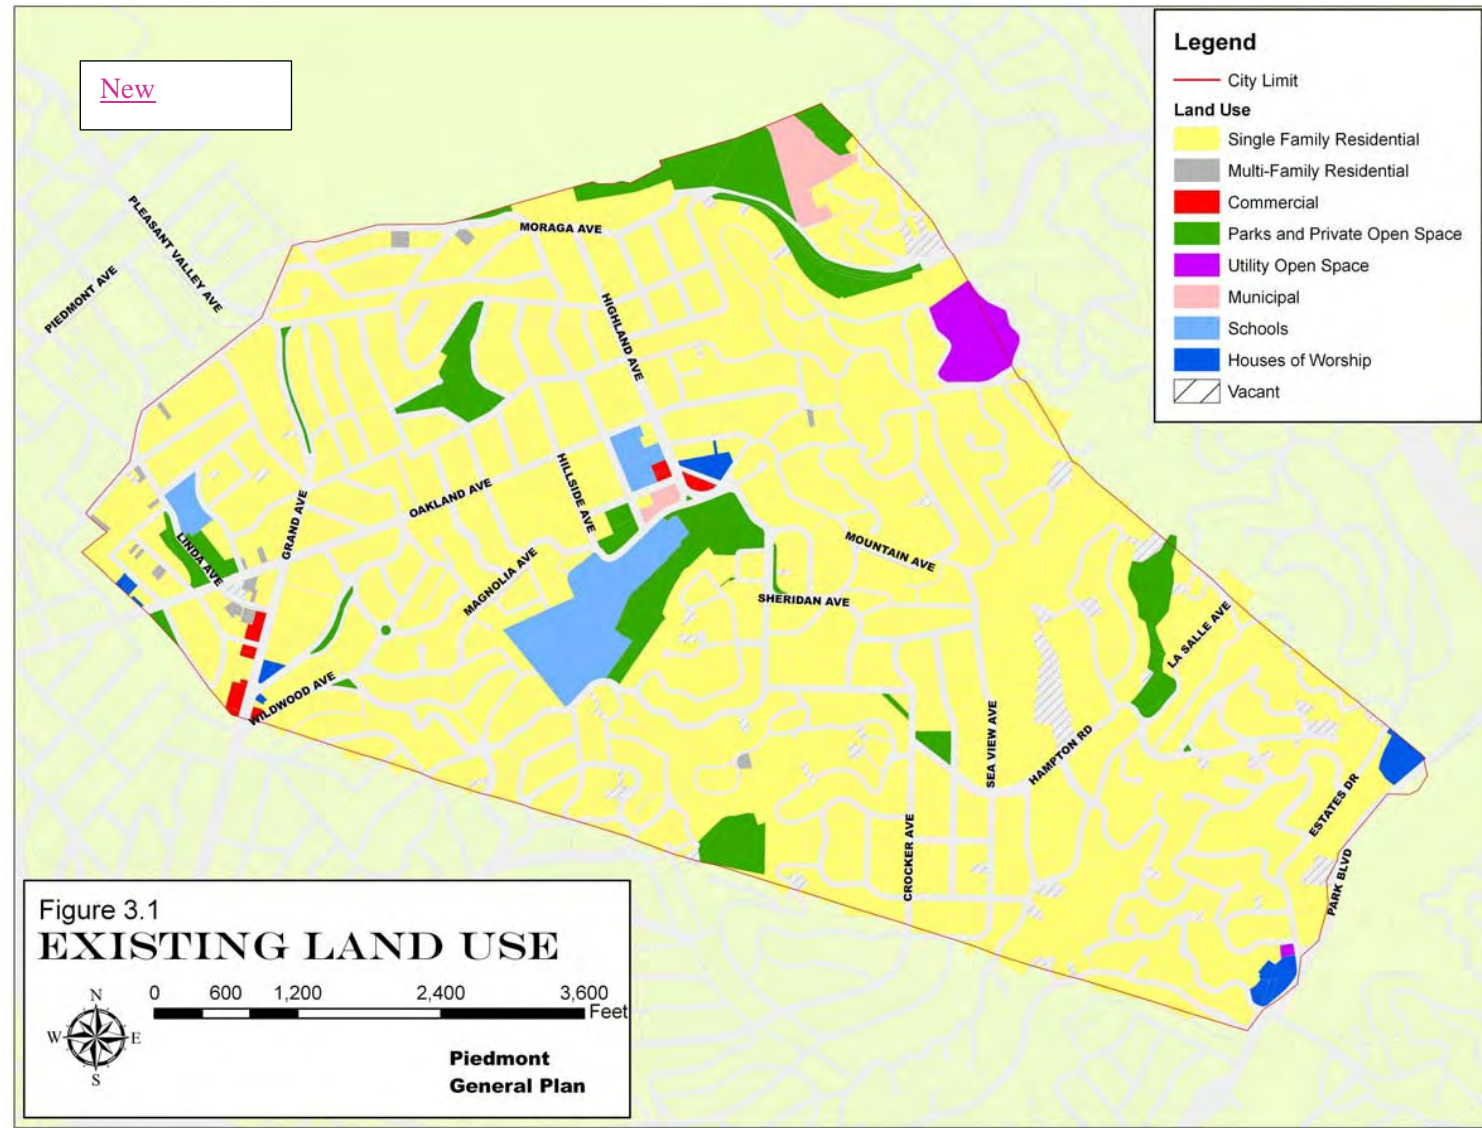 New
Legend
City Limit
Land Use
Single Family Residential
Multi-Family Residential
Commercial
Parks and Private Open Space
Utility Open Space
Municipal
Schools
Houses of Worship
Vacant
PLEASANT VALLEY AVE
PIEDMONT AVE
MORAGA AVE
HIGHLAND AVE
OAKLAND AVE
HILLSIDE AVE
GRAND AVE
LINDA AVE
MAGNOLIA AVE
MOUNTAIN AVE
SHERIDAN AVE
LA SALLE AVE
WILDWOOD AVE
SEA VIEW AVE
HAMPTON RD
CROCKER AVE
ESTATES DR
PARK BLVD
Figure 3.1
EXISTING LAND USE
N
W E
S
0 600 1,200 2,400 3,600
Feet
Piedmont
General Plan